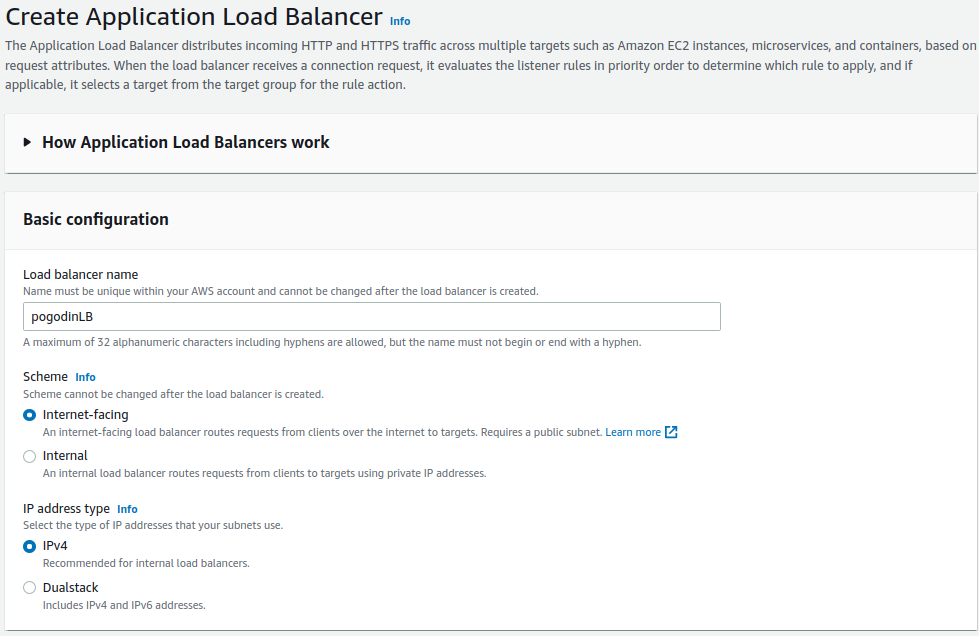 Create Application Load Balancer Info
The Application Load Balancer distributes incoming HTTP and HTTPS traffic across multiple targets such as Amazon EC2 instances, microservices, and containers, based on
request attributes. When the load balancer receives a connection request, it evaluates the listener rules in priority order to determine which rule to apply, and if
applicable, it selects a target from the target group for the rule action.
How Application Load Balancers work
Basic configuration
Load balancer name
Name must be unique within your AWS account and cannot be changed after the load balancer is created.
pogodinLB
A maximum of 32 alphanumeric characters including hyphens are allowed, but the name must not begin or end with a hyphen.
Scheme Info
Scheme cannot be changed after the load balancer is created.
Internet-facing
An internet-facing load balancer routes requests from clients over the internet to targets. Requires a public subnet. Learn more
Internal
An internal load balancer routes requests from clients to targets using private IP addresses.
IP address type Info
Select the type of IP addresses that your subnets use.
IPv4
Recommended for internal load balancers.
Dualstack
Includes IPv4 and IPv6 addresses.